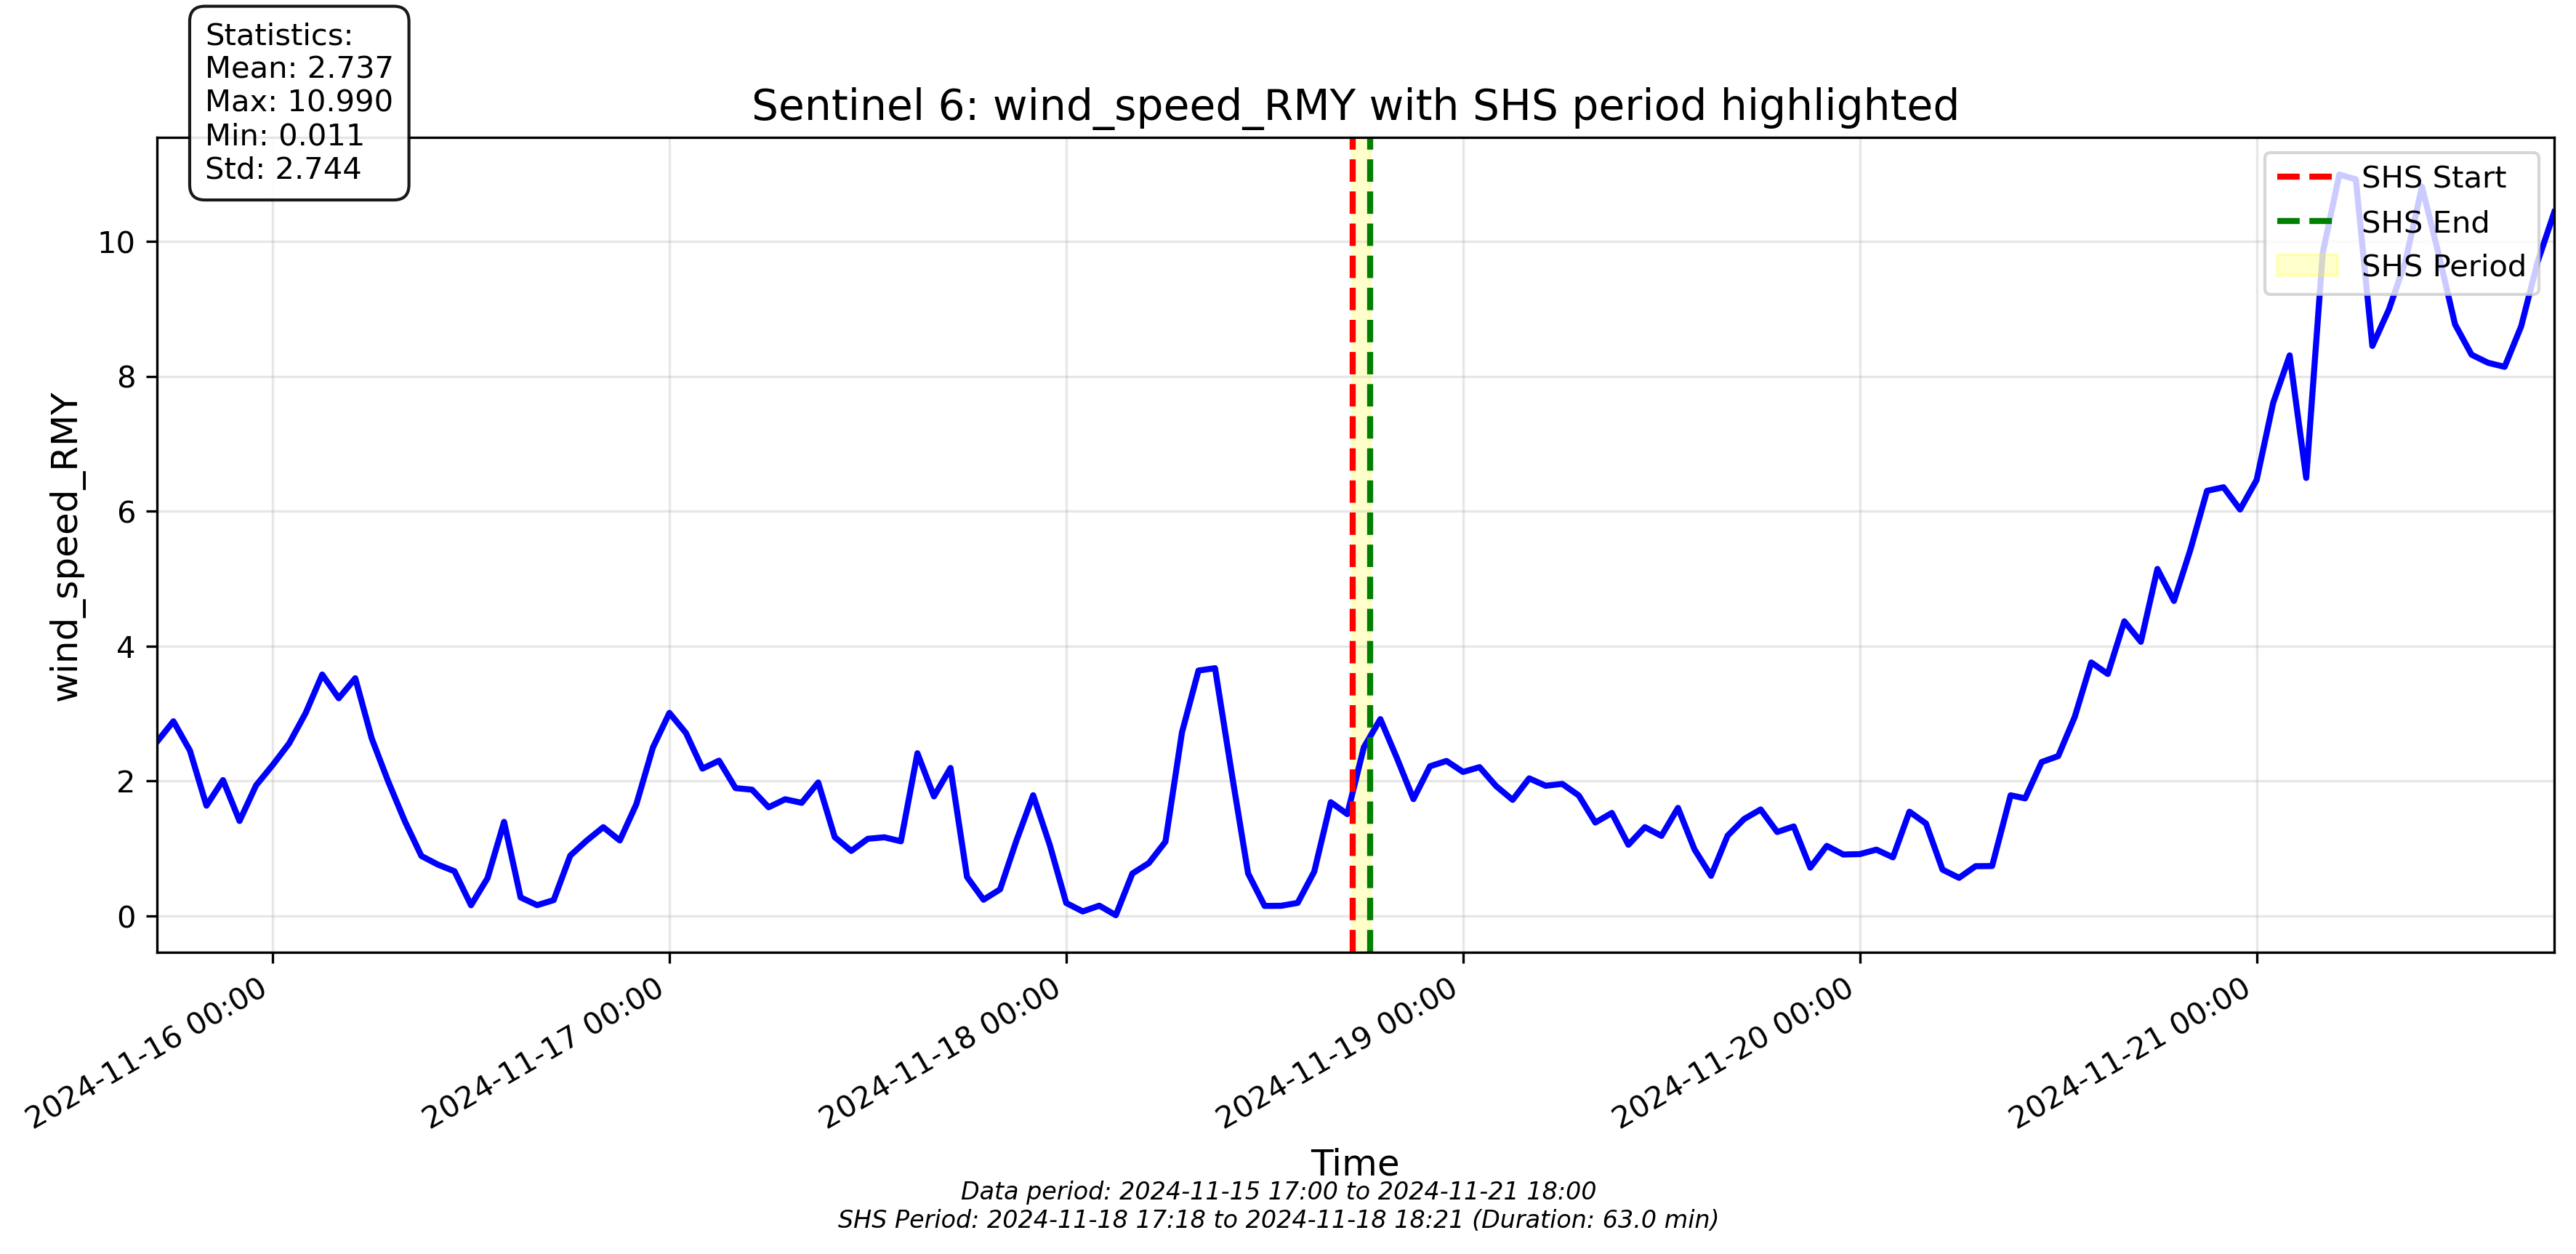 Statistics:
Mean: 2.737
Max: 10.990
Min: 0.011
Std: 2.744
Sentinel 6: wind_speed_RMY with SHS period highlighted
SHS Start
SHS End
SHS Period
wind_speed_RMY
10
8
6
4
2
0
2024-11-16 00:00
2024-11-17 00:00
2024-11-18 00:00
2024-11-19 00:00
2024-11-20 00:00
2024-11-21 00:00
Time
Data period: 2024-11-15 17:00 to 2024-11-21 18:00
SHS Period: 2024-11-18 17:18 to 2024-11-18 18:21 (Duration: 63.0 min)